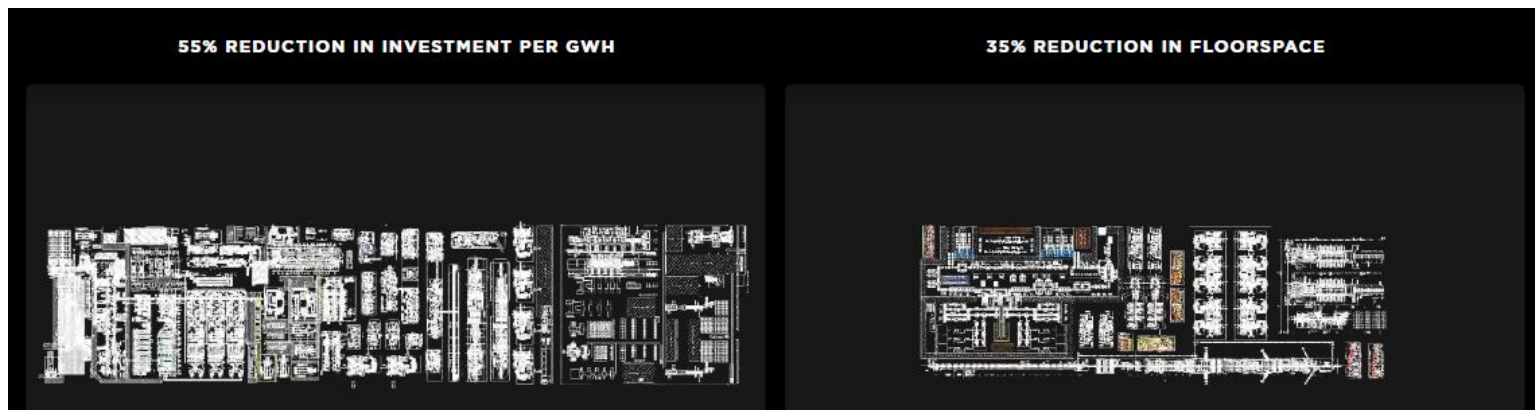 55% REDUCTION IN INVESTMENT PER GWH
35% REDUCTION IN FLOORSPACE